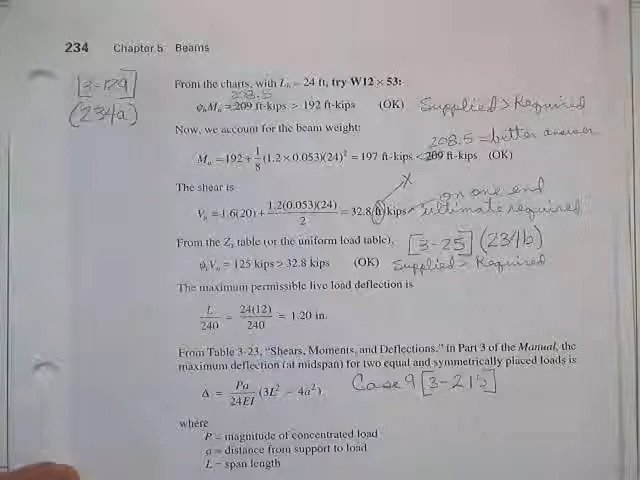 234 Chapter 5 Beams
[3-129]
(234a)
From the charts, with L_b = 24 ft, try W12 × 53:
208.5
ϕ_bM_n = 209 ft-kips > 192 ft-kips (OK) Supplied > Required
Now, we account for the beam weight:
208.5 = better answer
M_u = 192 + 1/8 (1.2 × 0.053)(24)² = 197 ft-kips < 209 ft-kips (OK)
The shear is
X
on one end
V_u = 1.6(20) + 1.2(0.053)(24)/2 = 32.8 ft kips ultimate required
From the Z_x table (or the uniform load table), [3-25] (234b)
ϕ_vV_n = 125 kips > 32.8 kips (OK) Supplied > Required
The maximum permissible live load deflection is
L/240 = 24(12)/240 = 1.20 in.
From Table 3-23, "Shears, Moments, and Deflections," in Part 3 of the Manual, the
maximum deflection (at midspan) for two equal and symmetrically placed loads is
Δ = Pa/24EI (3L² − 4a²) Case 9 [3-215]
where
P = magnitude of concentrated load
a = distance from support to load
L = span length